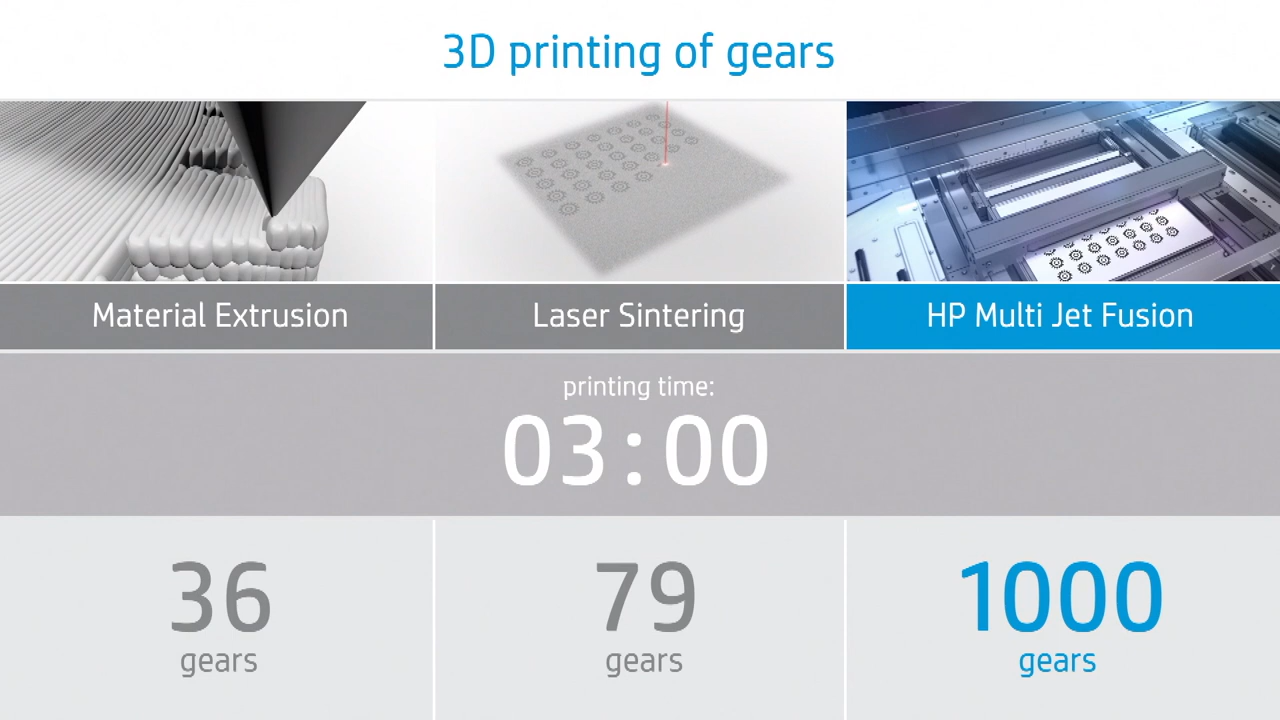 3D printing of gears
Material Extrusion
Laser Sintering
HP Multi Jet Fusion
printing time:
03:00
36
gears
79
gears
1000
gears